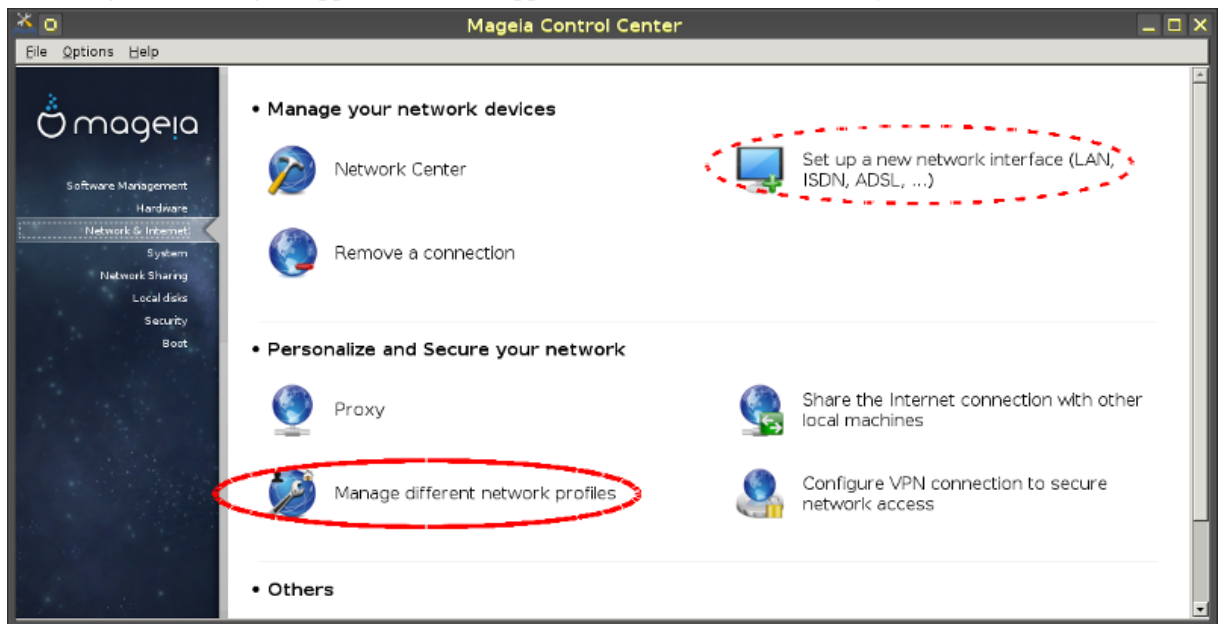 Mageia Control Center
File Options Help
mageia
Software Management
Hardware
Network & Internet
System
Network Sharing
Local disks
Security
Boot
• Manage your network devices
Network Center
Set up a new network interface (LAN,
ISDN, ADSL, ...)
Remove a connection
• Personalize and Secure your network
Proxy
Share the Internet connection with other
local machines
Manage different network profiles
Configure VPN connection to secure
network access
• Others